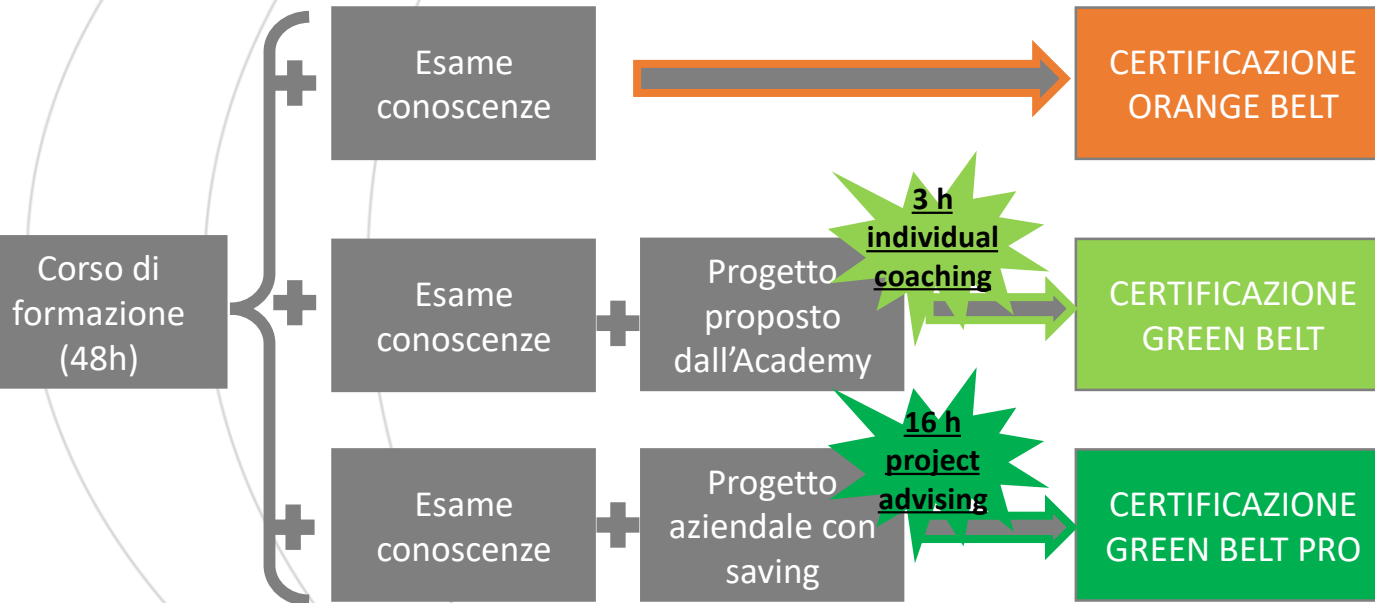 Corso di
formazione
(48h)
Esame
conoscenze
CERTIFICAZIONE
ORANGE BELT
Esame
conoscenze
Progetto
proposto
dall'Academy
3 h
individual
coaching
CERTIFICAZIONE
GREEN BELT
Esame
conoscenze
Progetto
aziendale con
saving
16 h
project
advising
CERTIFICAZIONE
GREEN BELT PRO